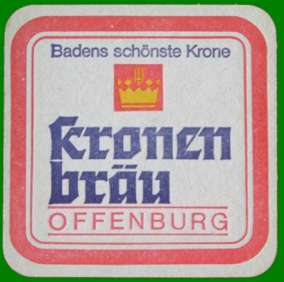 Badens schönste Krone
Kronen
bräu
OFFENBURG